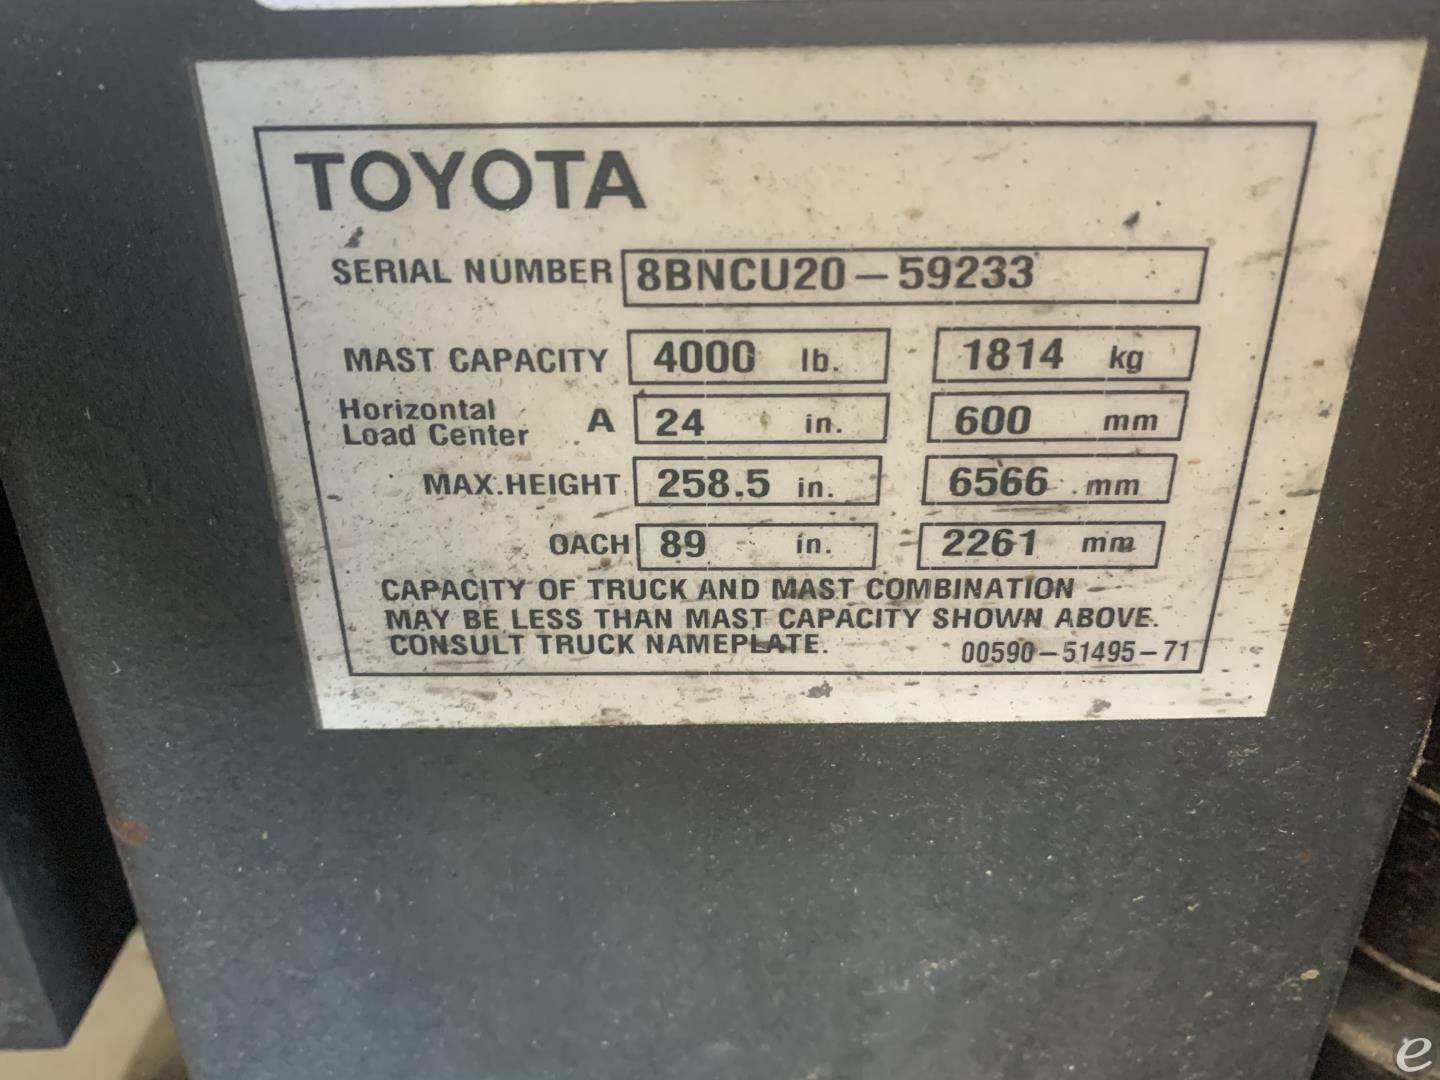 TOYOTA
SERIAL NUMBER 8BNCU20-59233
MAST CAPACITY 4000 lb. 1814 kg
Horizontal
Load Center A 24 in. 600 mm
MAX.HEIGHT 258.5 in. 6566 mm
OACH 89 in. 2261 mm
CAPACITY OF TRUCK AND MAST COMBINATION
MAY BE LESS THAN MAST CAPACITY SHOWN ABOVE.
CONSULT TRUCK NAMEPLATE. 00590-51495-71
e